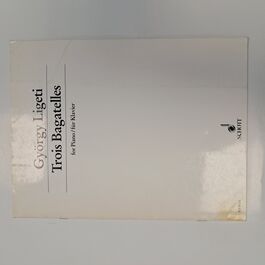 György Ligeti
Trois Bagatelles
for Piano / für Klavier
SCHOTT